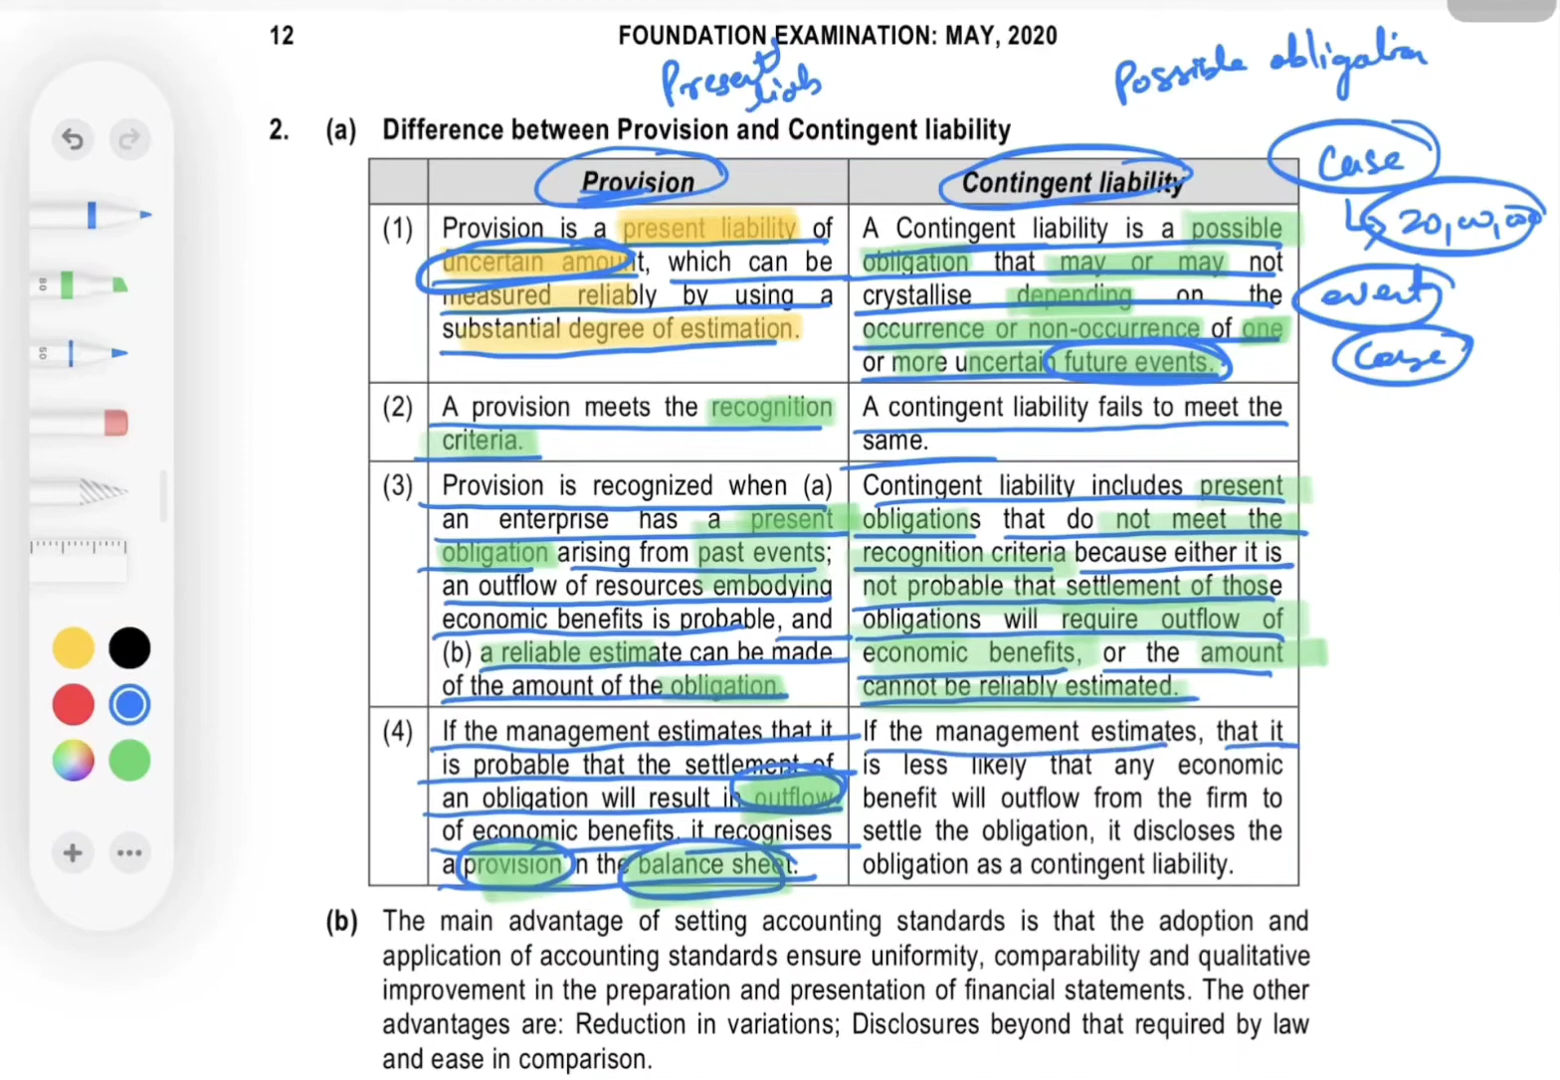 12 FOUNDATION EXAMINATION: MAY, 2020
Present
liab
Possible obligation
2. (a) Difference between Provision and Contingent liability
Case
Provision Contingent liability
20,00,000
(1) Provision is a present liability of
uncertain amount, which can be
measured reliably by using a
substantial degree of estimation.
A Contingent liability is a possible
obligation that may or may not
crystallise depending on the
occurrence or non-occurrence of one
or more uncertain future events.
event
Case
(2) A provision meets the recognition
criteria.
A contingent liability fails to meet the
same.
(3) Provision is recognized when (a)
an enterprise has a present
obligation arising from past events;
an outflow of resources embodying
economic benefits is probable, and
(b) a reliable estimate can be made
of the amount of the obligation.
Contingent liability includes present
obligations that do not meet the
recognition criteria because either it is
not probable that settlement of those
obligations will require outflow of
economic benefits, or the amount
cannot be reliably estimated.
(4) If the management estimates that it
is probable that the settlement of
an obligation will result in outflow
of economic benefits, it recognises
a provision in the balance sheet.
If the management estimates, that it
is less likely that any economic
benefit will outflow from the firm to
settle the obligation, it discloses the
obligation as a contingent liability.
(b) The main advantage of setting accounting standards is that the adoption and
application of accounting standards ensure uniformity, comparability and qualitative
improvement in the preparation and presentation of financial statements. The other
advantages are: Reduction in variations; Disclosures beyond that required by law
and ease in comparison.
80
50